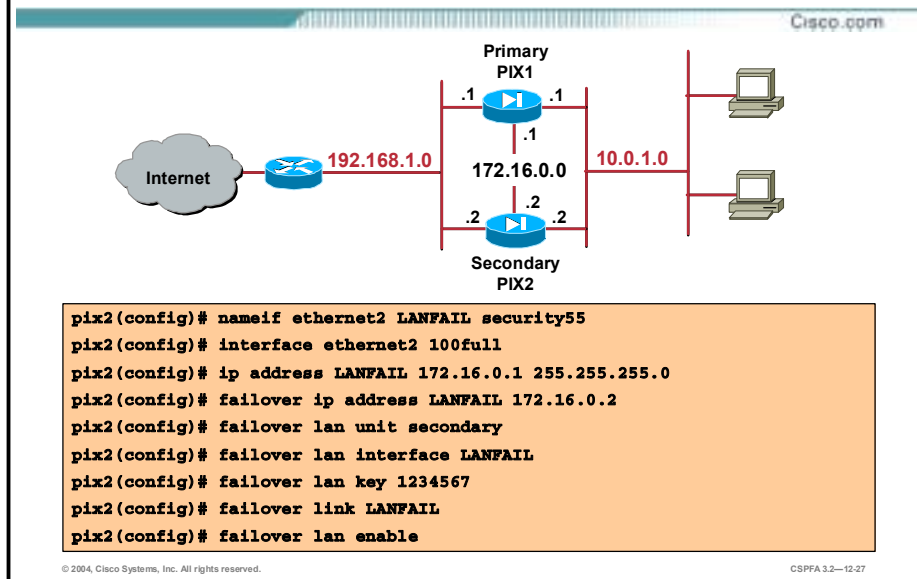 Cisco.com
Primary
PIX1
.1
.1
.1
Internet
192.168.1.0
172.16.0.0
10.0.1.0
.2
.2
.2
Secondary
PIX2
pix2(config)# nameif ethernet2 LANFAIL security55
pix2(config)# interface ethernet2 100full
pix2(config)# ip address LANFAIL 172.16.0.1 255.255.255.0
pix2(config)# failover ip address LANFAIL 172.16.0.2
pix2(config)# failover lan unit secondary
pix2(config)# failover lan interface LANFAIL
pix2(config)# failover lan key 1234567
pix2(config)# failover link LANFAIL
pix2(config)# failover lan enable
© 2004, Cisco Systems, Inc. All rights reserved.
CSPFA 3.2—12-27